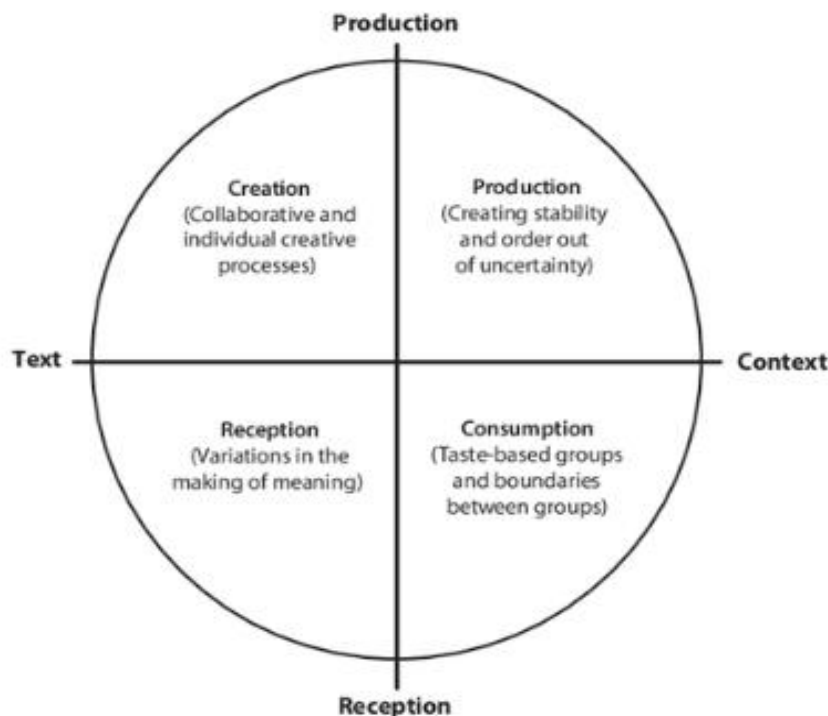 Production
Creation
(Collaborative and
individual creative
processes)
Production
(Creating stability
and order out
of uncertainty)
Text
Context
Reception
(Variations in the
making of meaning)
Consumption
(Taste-based groups
and boundaries
between groups)
Reception